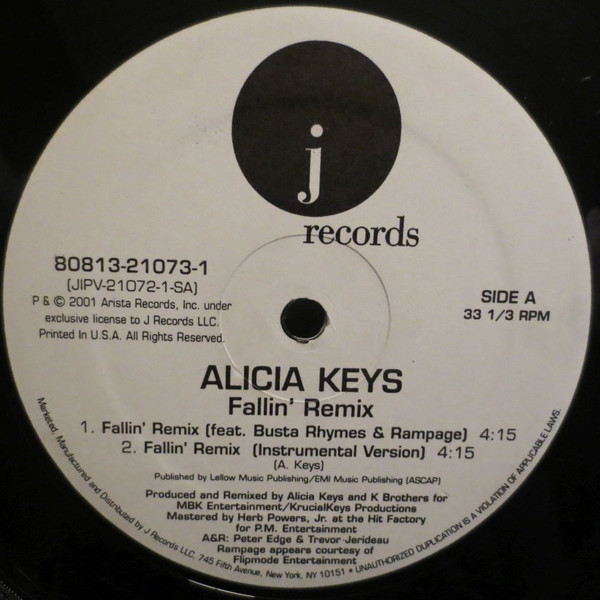 j
records
80813-21073-1
(JIPV-21072-1-SA)
P & © 2001 Arista Records, Inc. under
exclusive license to J Records LLC.
Printed In U.S.A. All Rights Reserved.
SIDE A
33 1/3 RPM
ALICIA KEYS
Fallin' Remix
1. Fallin' Remix (feat. Busta Rhymes & Rampage) 4:15
2. Fallin' Remix (Instrumental Version) 4:15
(A. Keys)
Published by Lellow Music Publishing/EMI Music Publishing (ASCAP)
Produced and Remixed by Alicia Keys and K Brothers for
MBK Entertainment/KrucialKeys Productions
Mastered by Herb Powers, Jr. at the Hit Factory
for P.M. Entertainment
A&R: Peter Edge & Trevor Jerideau
Rampage appears courtesy of
Flipmode Entertainment
Marketed, Manufactured and Distributed by J Records LLC, 745 Fifth Avenue, New York, NY 10151 • UNAUTHORIZED DUPLICATION IS A VIOLATION OF APPLICABLE LAWS.